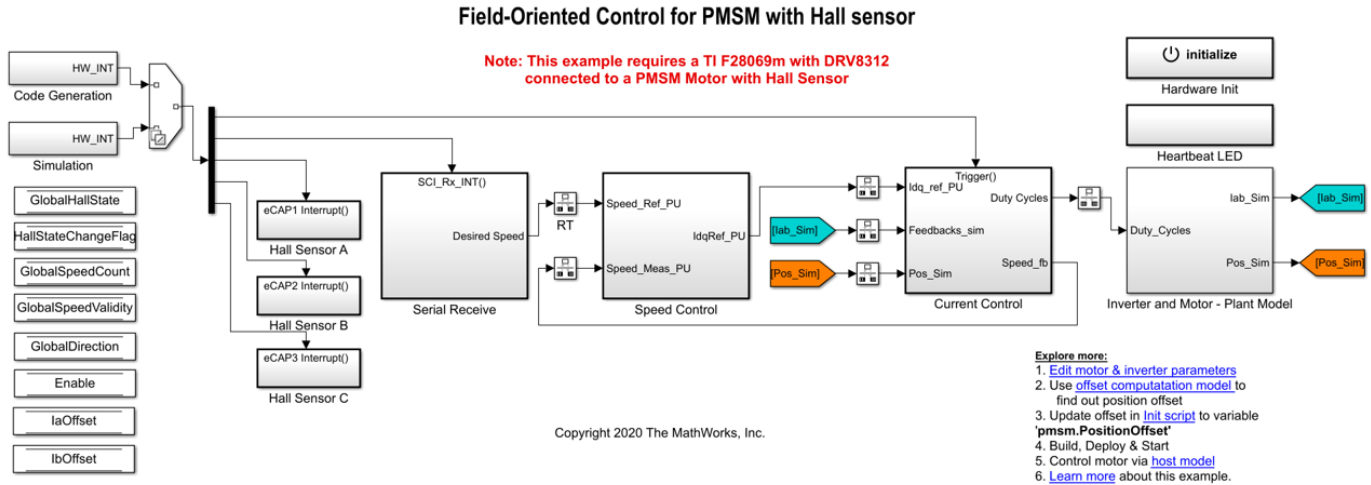 Field-Oriented Control for PMSM with Hall sensor
Note: This example requires a TI F28069m with DRV8312
connected to a PMSM Motor with Hall Sensor
HW_INT
Code Generation
HW_INT
Simulation
GlobalHallState
HallStateChangeFlag
GlobalSpeedCount
GlobalSpeedValidity
GlobalDirection
Enable
IaOffset
IbOffset
eCAP1 Interrupt()
Hall Sensor A
eCAP2 Interrupt()
Hall Sensor B
eCAP3 Interrupt()
Hall Sensor C
SCI_Rx_INT()
Desired Speed
Serial Receive
RT
Speed_Ref_PU
IdqRef_PU
Speed_Meas_PU
Speed Control
[Iab_Sim]
[Pos_Sim]
Trigger()
Idq_ref_PU
Duty Cycles
Feedbacks_sim
Speed_fb
Pos_Sim
Current Control
initialize
Hardware Init
Heartbeat LED
Iab_Sim
Duty_Cycles
Pos_Sim
Inverter and Motor - Plant Model
[Iab_Sim]
[Pos_Sim]
Explore more:
1. Edit motor & inverter parameters
2. Use offset computatation model to
find out position offset
3. Update offset in Init script to variable
'pmsm.PositionOffset'
4. Build, Deploy & Start
5. Control motor via host model
6. Learn more about this example.
Copyright 2020 The MathWorks, Inc.